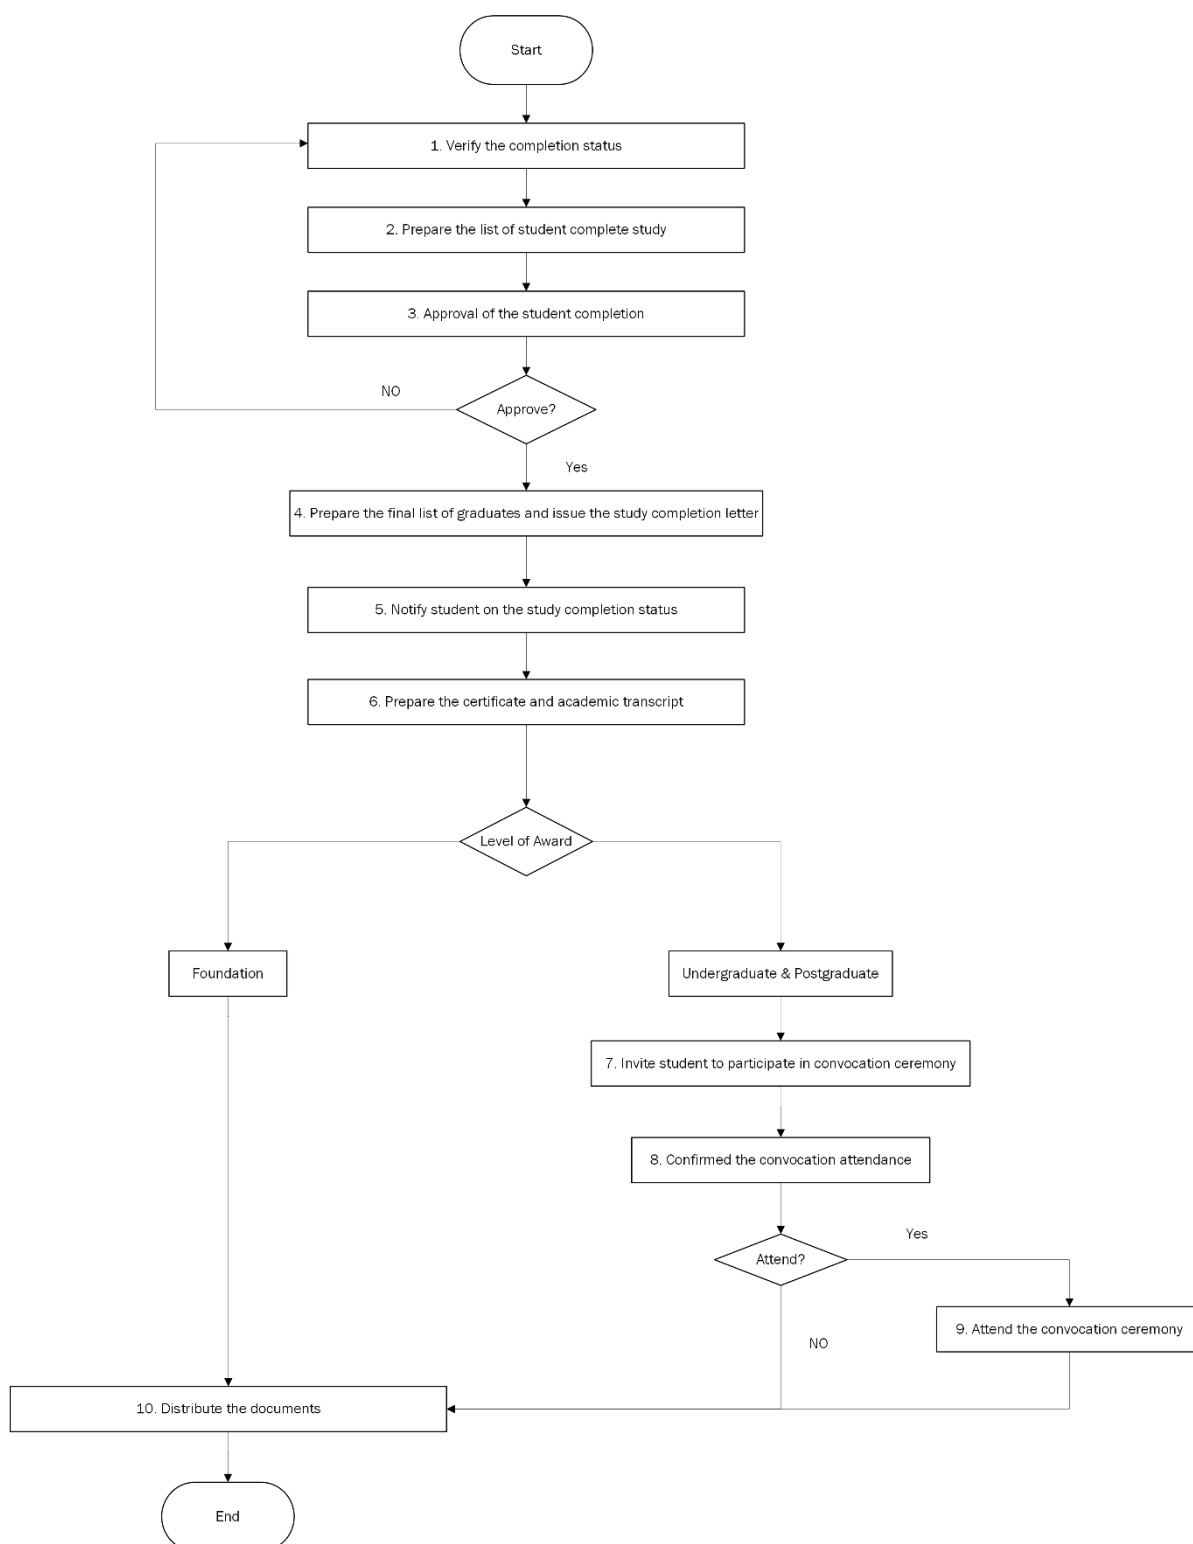 Start
1. Verify the completion status
2. Prepare the list of student complete study
3. Approval of the student completion
NO
Approve?
Yes
4. Prepare the final list of graduates and issue the study completion letter
5. Notify student on the study completion status
6. Prepare the certificate and academic transcript
Level of Award
Foundation
Undergraduate & Postgraduate
7. Invite student to participate in convocation ceremony
8. Confirmed the convocation attendance
Yes
Attend?
9. Attend the convocation ceremony
NO
10. Distribute the documents
End